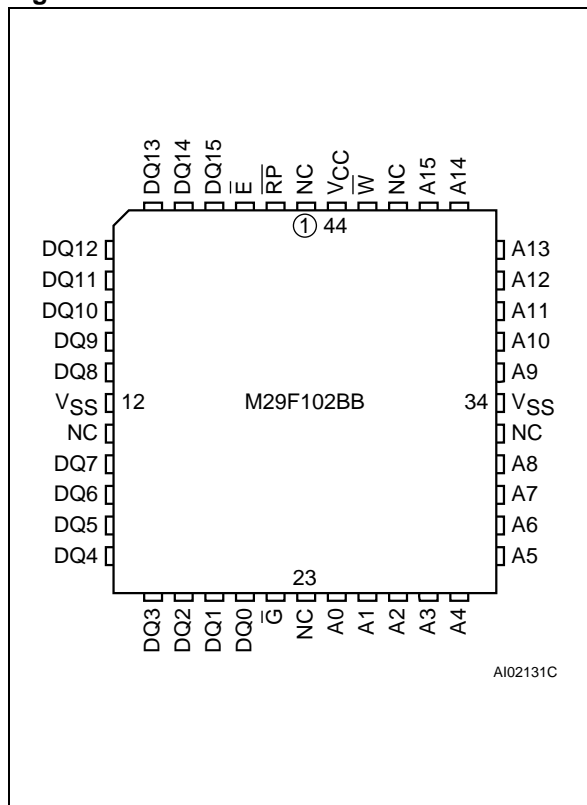 DQ13 DQ14 DQ15 E̅ R̅P̅ NC VCC W̅ NC A15 A14
① 44
DQ12 A13
DQ11 A12
DQ10 A11
DQ9 A10
DQ8 A9
VSS 12 M29F102BB 34 VSS
NC NC
DQ7 A8
DQ6 A7
DQ5 A6
DQ4 A5
23
DQ3 DQ2 DQ1 DQ0 G̅ NC A0 A1 A2 A3 A4
AI02131C